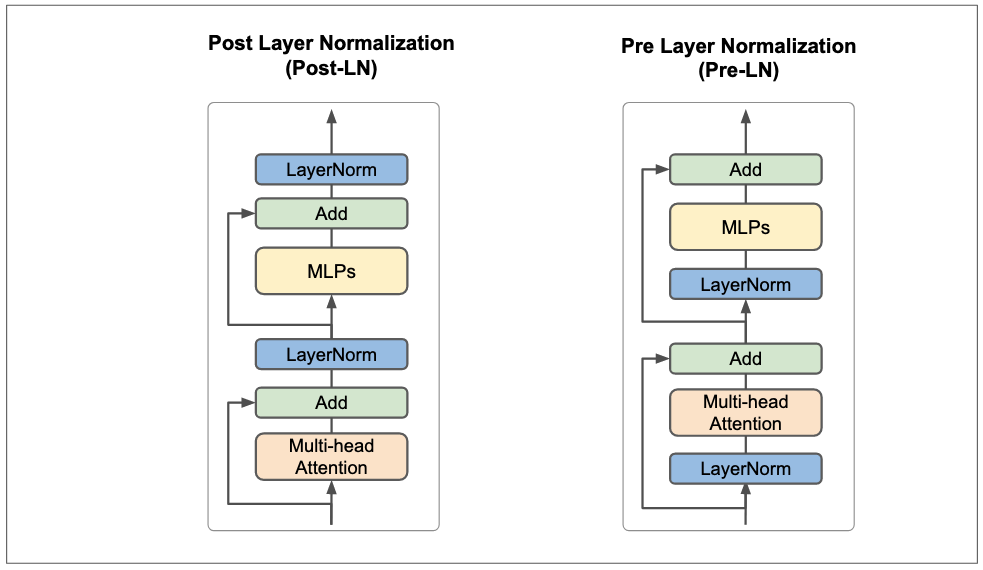 Post Layer Normalization
(Post-LN)
LayerNorm
Add
MLPs
LayerNorm
Add
Multi-head
Attention
Pre Layer Normalization
(Pre-LN)
Add
MLPs
LayerNorm
Add
Multi-head
Attention
LayerNorm